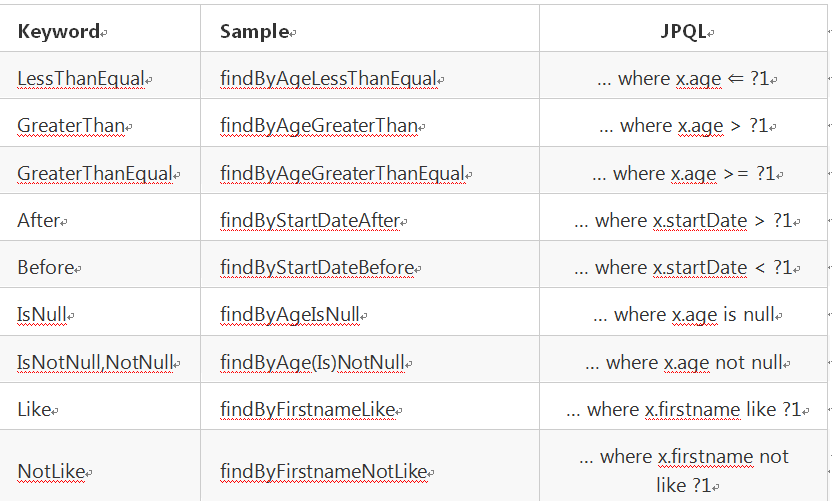 Keyword Sample JPQL
LessThanEqual findByAgeLessThanEqual … where x.age ⇐ ?1
GreaterThan findByAgeGreaterThan … where x.age > ?1
GreaterThanEqual findByAgeGreaterThanEqual … where x.age >= ?1
After findByStartDateAfter … where x.startDate > ?1
Before findByStartDateBefore … where x.startDate < ?1
IsNull findByAgeIsNull … where x.age is null
IsNotNull,NotNull findByAge(Is)NotNull … where x.age not null
Like findByFirstnameLike … where x.firstname like ?1
NotLike findByFirstnameNotLike … where x.firstname not
like ?1